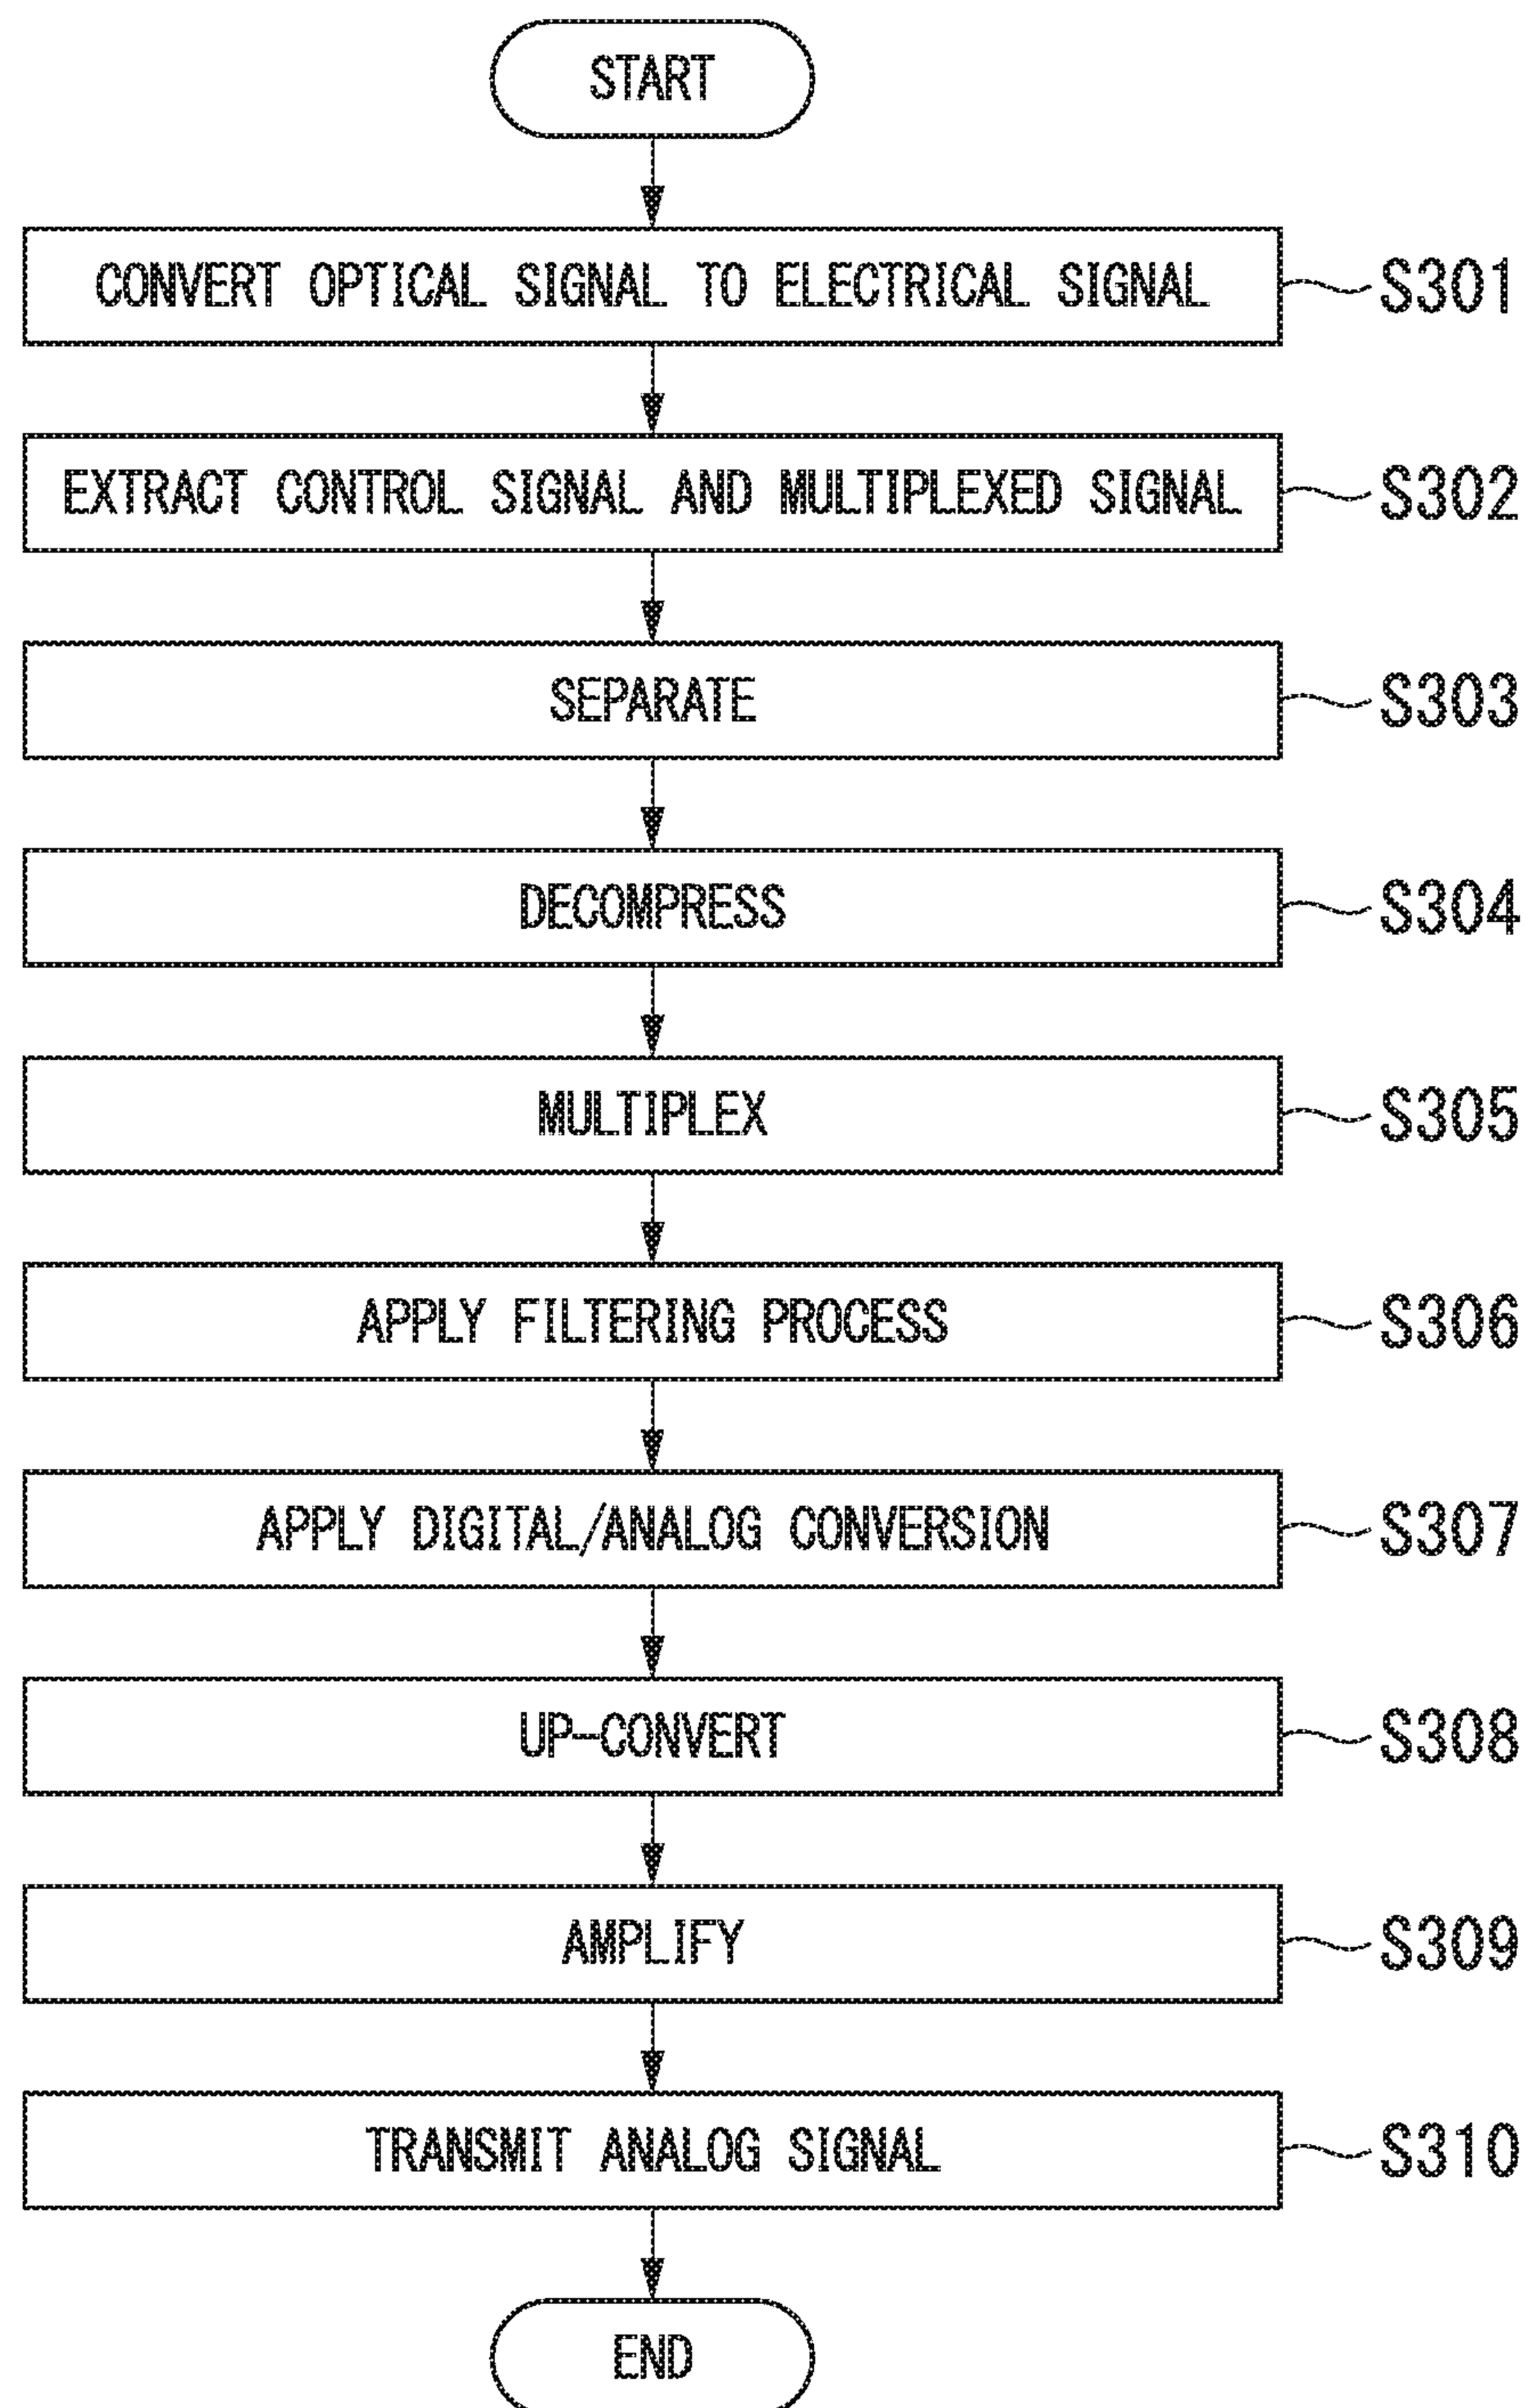 START
CONVERT OPTICAL SIGNAL TO ELECTRICAL SIGNAL S301
EXTRACT CONTROL SIGNAL AND MULTIPLEXED SIGNAL S302
SEPARATE S303
DECOMPRESS S304
MULTIPLEX S305
APPLY FILTERING PROCESS S306
APPLY DIGITAL/ANALOG CONVERSION S307
UP-CONVERT S308
AMPLIFY S309
TRANSMIT ANALOG SIGNAL S310
END